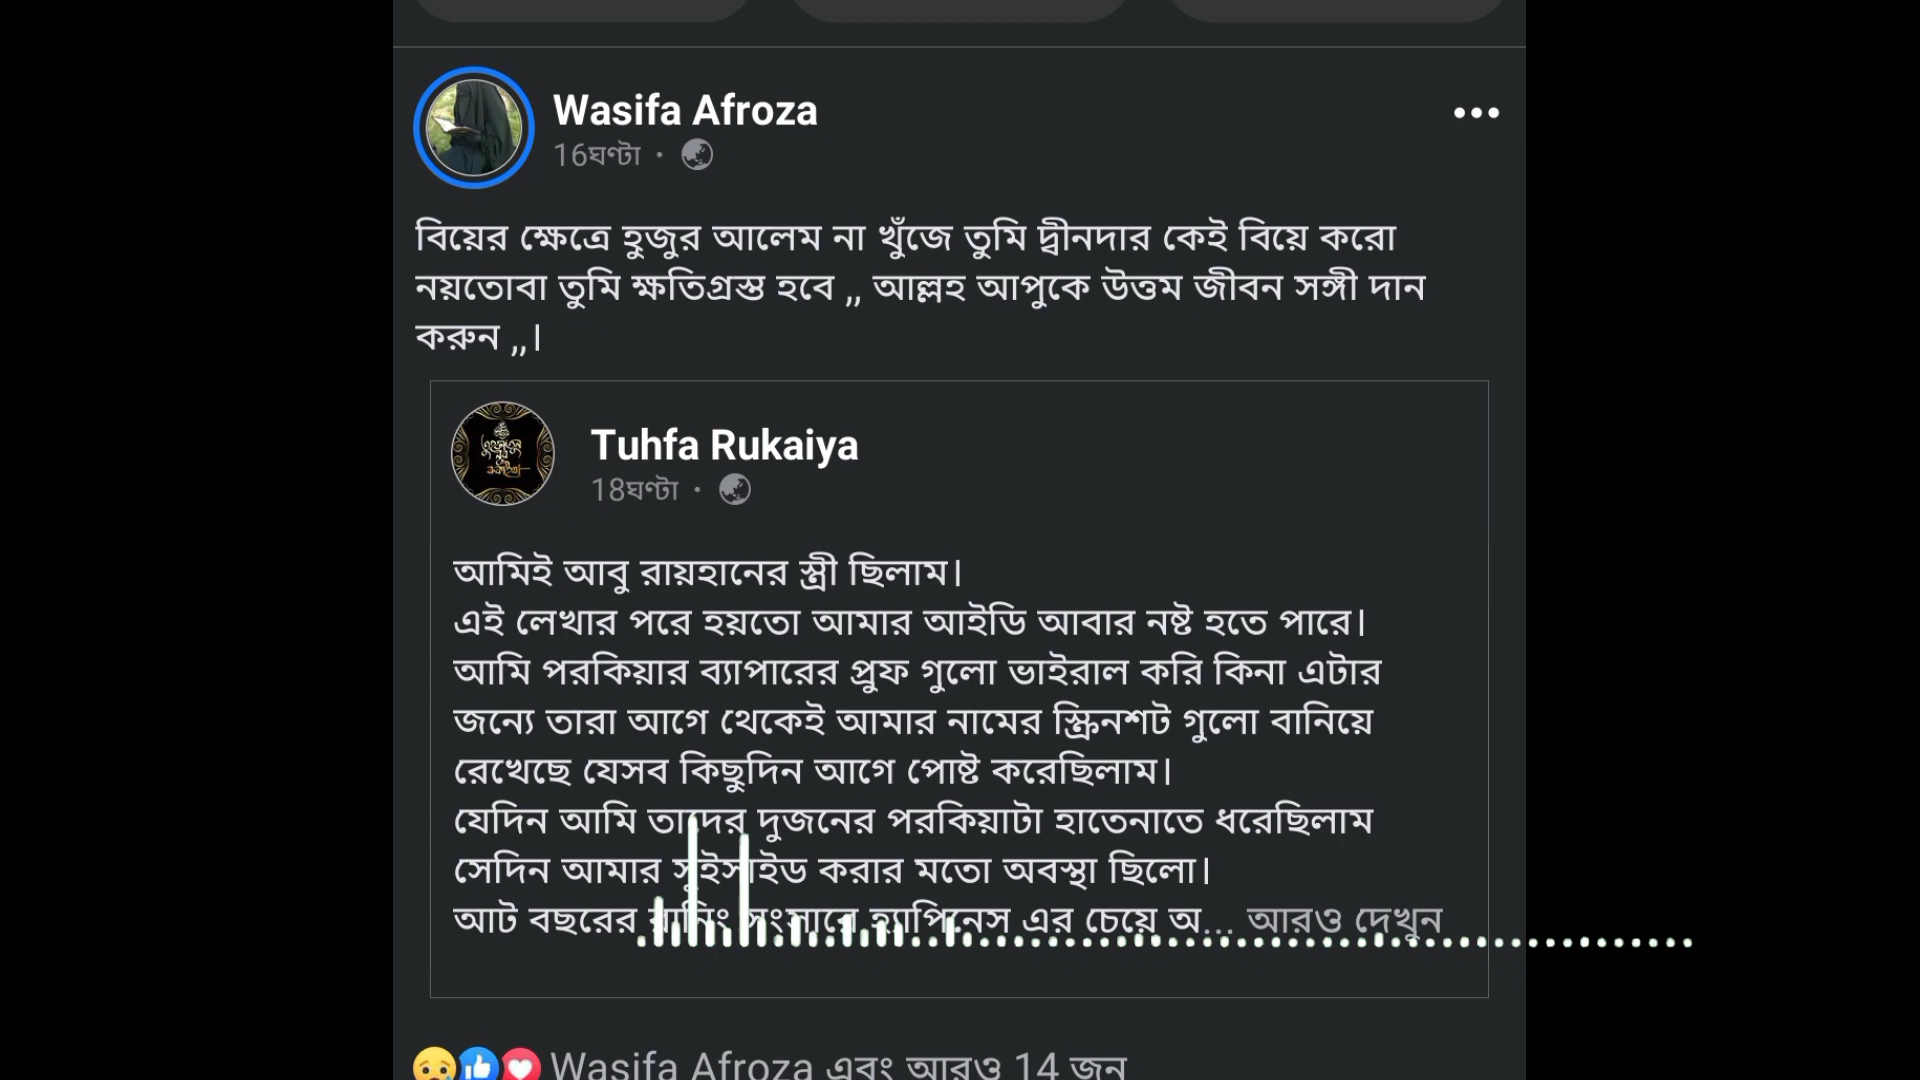 Wasifa Afroza
16ঘণ্টা ·
বিয়ের ক্ষেত্রে হুজুর আলেম না খুঁজে তুমি দ্বীনদার কেই বিয়ে করো
নয়তোবা তুমি ক্ষতিগ্রস্ত হবে ,, আল্লহ আপুকে উত্তম জীবন সঙ্গী দান
করুন ,,।
Tuhfa Rukaiya
18ঘণ্টা ·
আমিই আবু রায়হানের স্ত্রী ছিলাম।
এই লেখার পরে হয়তো আমার আইডি আবার নষ্ট হতে পারে।
আমি পরকিয়ার ব্যাপারের প্রুফ গুলো ভাইরাল করি কিনা এটার
জন্যে তারা আগে থেকেই আমার নামের স্ক্রিনশট গুলো বানিয়ে
রেখেছে যেসব কিছুদিন আগে পোষ্ট করেছিলাম।
যেদিন আমি তাদের দুজনের পরকিয়াটা হাতেনাতে ধরেছিলাম
সেদিন আমার সূইসাইড করার মতো অবস্থা ছিলো।
আট বছরের রানিং সংসারে হ্যাপিনেস এর চেয়ে অ... আরও দেখুন
Wasifa Afroza এবং আরও 14 জন